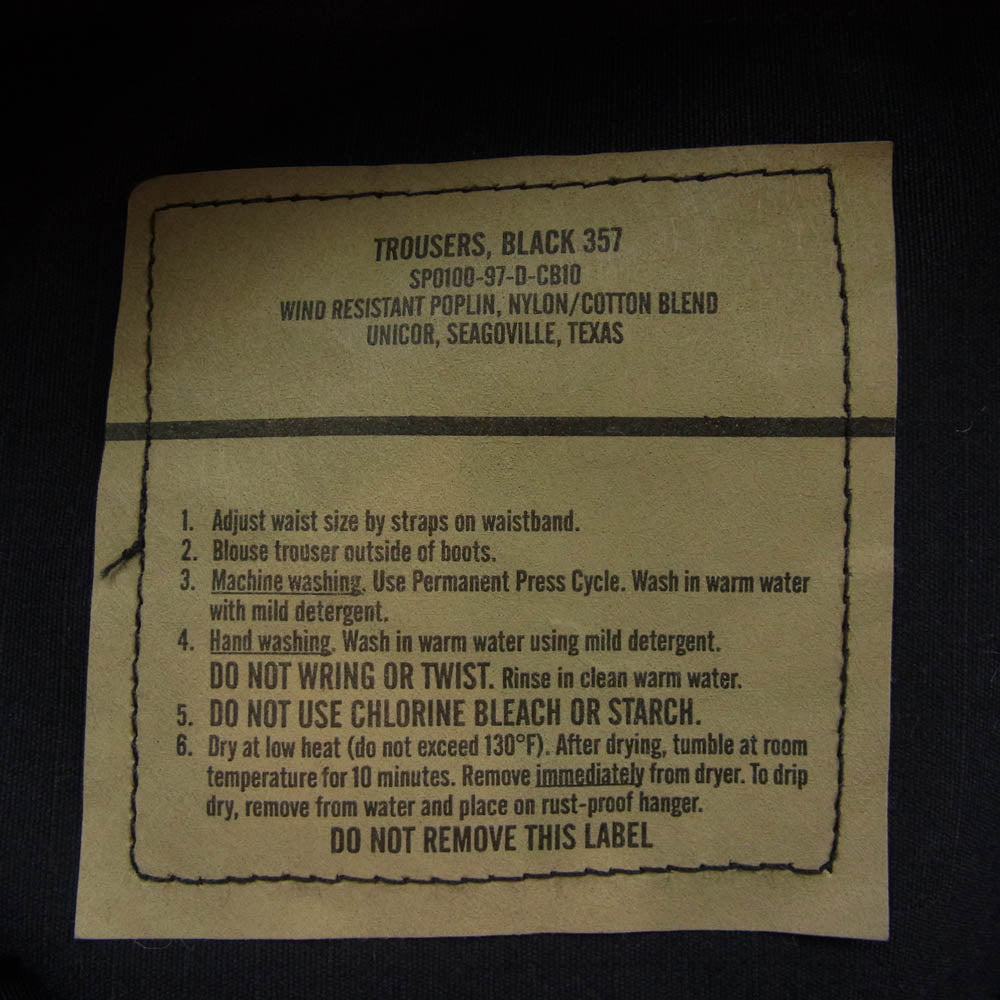 TROUSERS, BLACK 357
SPO100-97-D-CB10
WIND RESISTANT POPLIN, NYLON/COTTON BLEND
UNICOR, SEAGOVILLE, TEXAS
1. Adjust waist size by straps on waistband.
2. Blouse trouser outside of boots.
3. Machine washing. Use Permanent Press Cycle. Wash in warm water
with mild detergent.
4. Hand washing. Wash in warm water using mild detergent.
DO NOT WRING OR TWIST. Rinse in clean warm water.
5. DO NOT USE CHLORINE BLEACH OR STARCH.
6. Dry at low heat (do not exceed 130°F). After drying, tumble at room
temperature for 10 minutes. Remove immediately from dryer. To drip
dry, remove from water and place on rust-proof hanger.
DO NOT REMOVE THIS LABEL